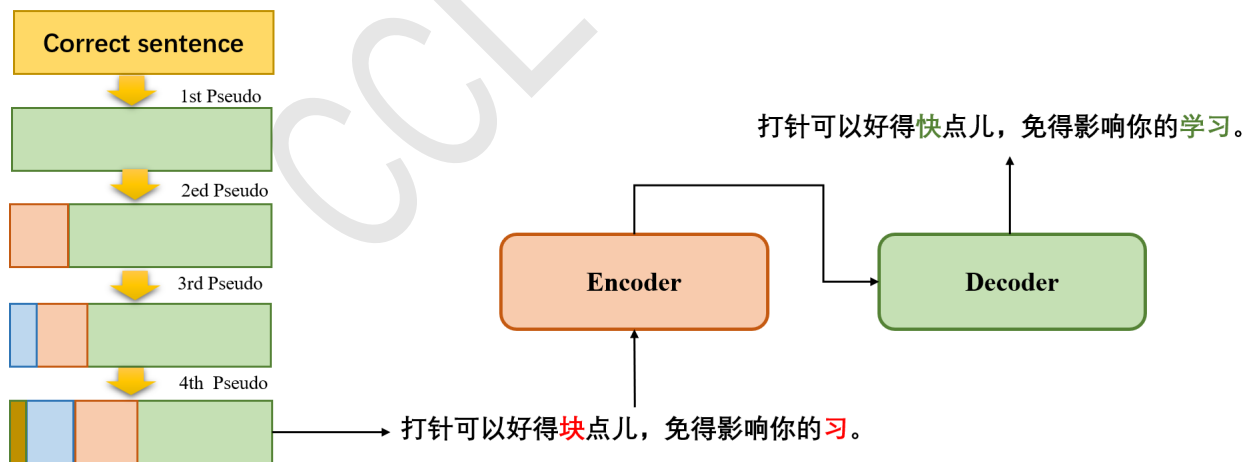 Correct sentence
1st Pseudo
2ed Pseudo
3rd Pseudo
4th Pseudo
打针可以好得块点儿，免得影响你的习。
Encoder
Decoder
打针可以好得快点儿，免得影响你的学习。
CCL